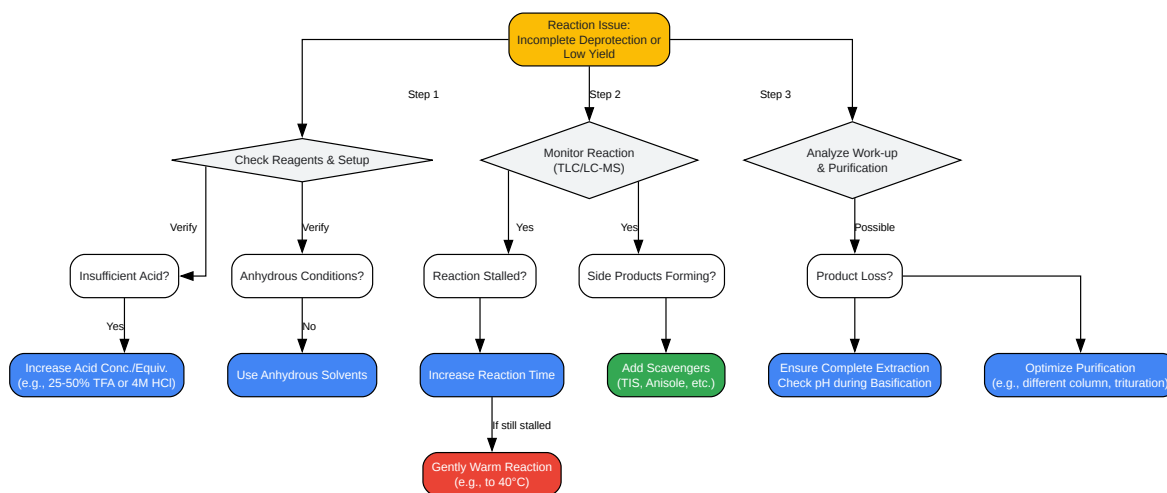 Reaction Issue:
Incomplete Deprotection or
Low Yield
Step 1
Step 2
Step 3
Check Reagents & Setup
Monitor Reaction
(TLC/LC-MS)
Analyze Work-up
& Purification
Verify
Verify
Yes
Yes
Possible
Insufficient Acid?
Anhydrous Conditions?
Reaction Stalled?
Side Products Forming?
Product Loss?
Yes
No
Increase Acid Conc./Equiv.
(e.g., 25-50% TFA or 4M HCl)
Use Anhydrous Solvents
Increase Reaction Time
Add Scavengers
(TIS, Anisole, etc.)
Ensure Complete Extraction
Check pH during Basification
Optimize Purification
(e.g., different column, trituration)
If still stalled
Gently Warm Reaction
(e.g., to 40°C)